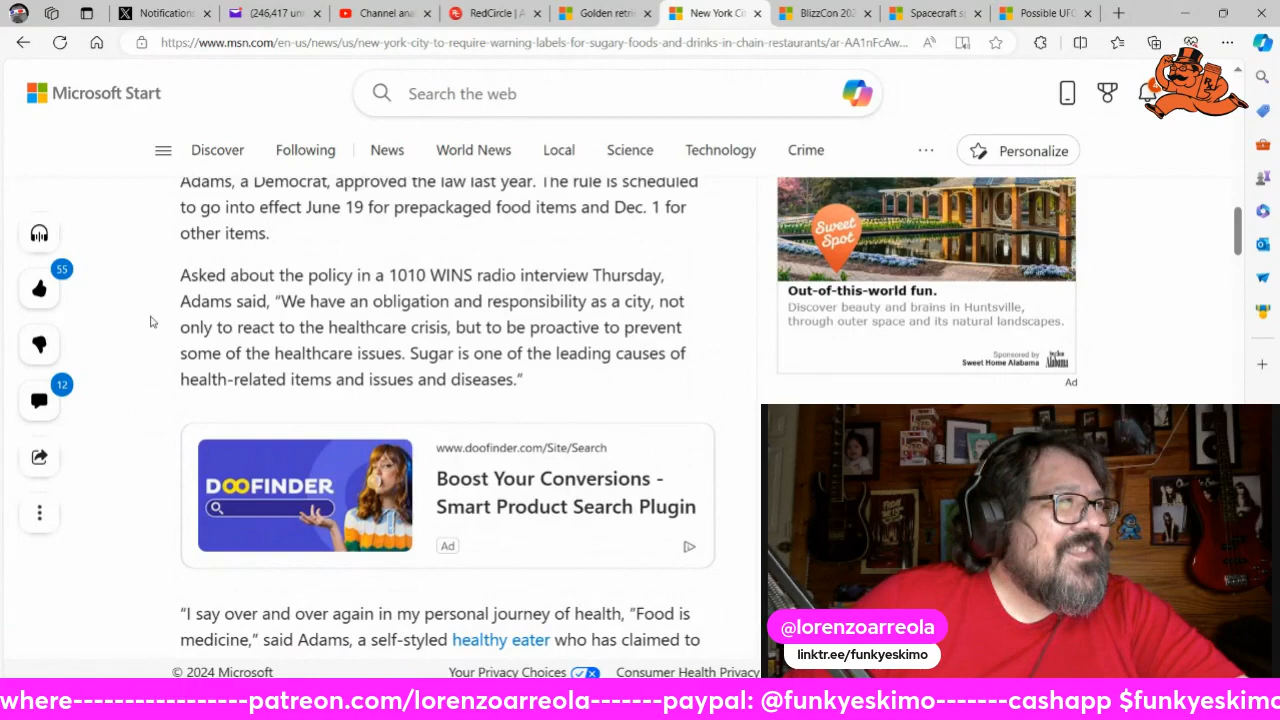 Notifications
(246,417 unr
Channel anal
RedCircle | A
Golden retrie
New York Cit
BlizzCon 202
Spacecraft sp
Possible UFO
https://www.msn.com/en-us/news/us/new-york-city-to-require-warning-labels-for-sugary-foods-and-drinks-in-chain-restaurants/ar-AA1nFcyAw...
Microsoft Start
Search the web
Discover
Following
News
World News
Local
Science
Technology
Crime
Personalize
Adams, a Democrat, approved the law last year. The rule is scheduled
to go into effect June 19 for prepackaged food items and Dec. 1 for
other items.
55
Asked about the policy in a 1010 WINS radio interview Thursday,
Adams said, “We have an obligation and responsibility as a city, not
only to react to the healthcare crisis, but to be proactive to prevent
some of the healthcare issues. Sugar is one of the leading causes of
health-related items and issues and diseases.”
12
Sweet
Spot
Out-of-this-world fun.
Discover beauty and brains in Huntsville,
through outer space and its natural landscapes.
Sponsored by
Sweet Home Alabama
Alabama
Ad
DOOFINDER
www.doofinder.com/Site/Search
Boost Your Conversions -
Smart Product Search Plugin
Ad
“I say over and over again in my personal journey of health, “Food is
medicine,” said Adams, a self-styled healthy eater who has claimed to
© 2024 Microsoft
Your Privacy Choices
Consumer Health Privacy
@lorenzoarreola
linktr.ee/funkyeskimo
where-----------------patreon.com/lorenzoarreola-------paypal: @funkyeskimo-------cashapp $funkyeskimo